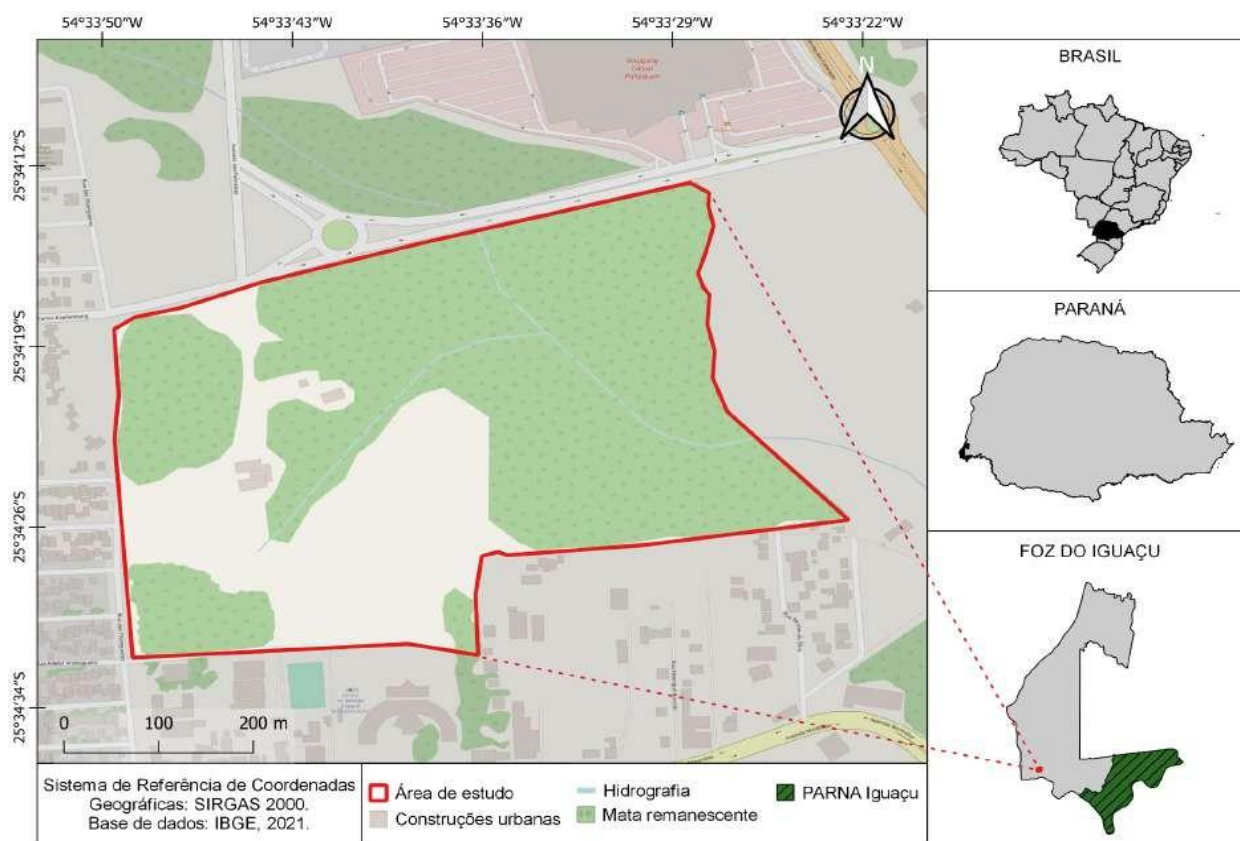 54°33'50"W 54°33'43"W 54°33'36"W 54°33'29"W 54°33'22"W
25°34'12"S
25°34'19"S
25°34'26"S
25°34'34"S
N
0 100 200 m
BRASIL
PARANÁ
FOZ DO IGUAÇU
Sistema de Referência de Coordenadas
Geográficas: SIRGAS 2000.
Base de dados: IBGE, 2021.
Área de estudo
Construções urbanas
Hidrografia
Mata remanescente
PARNA Iguaçu